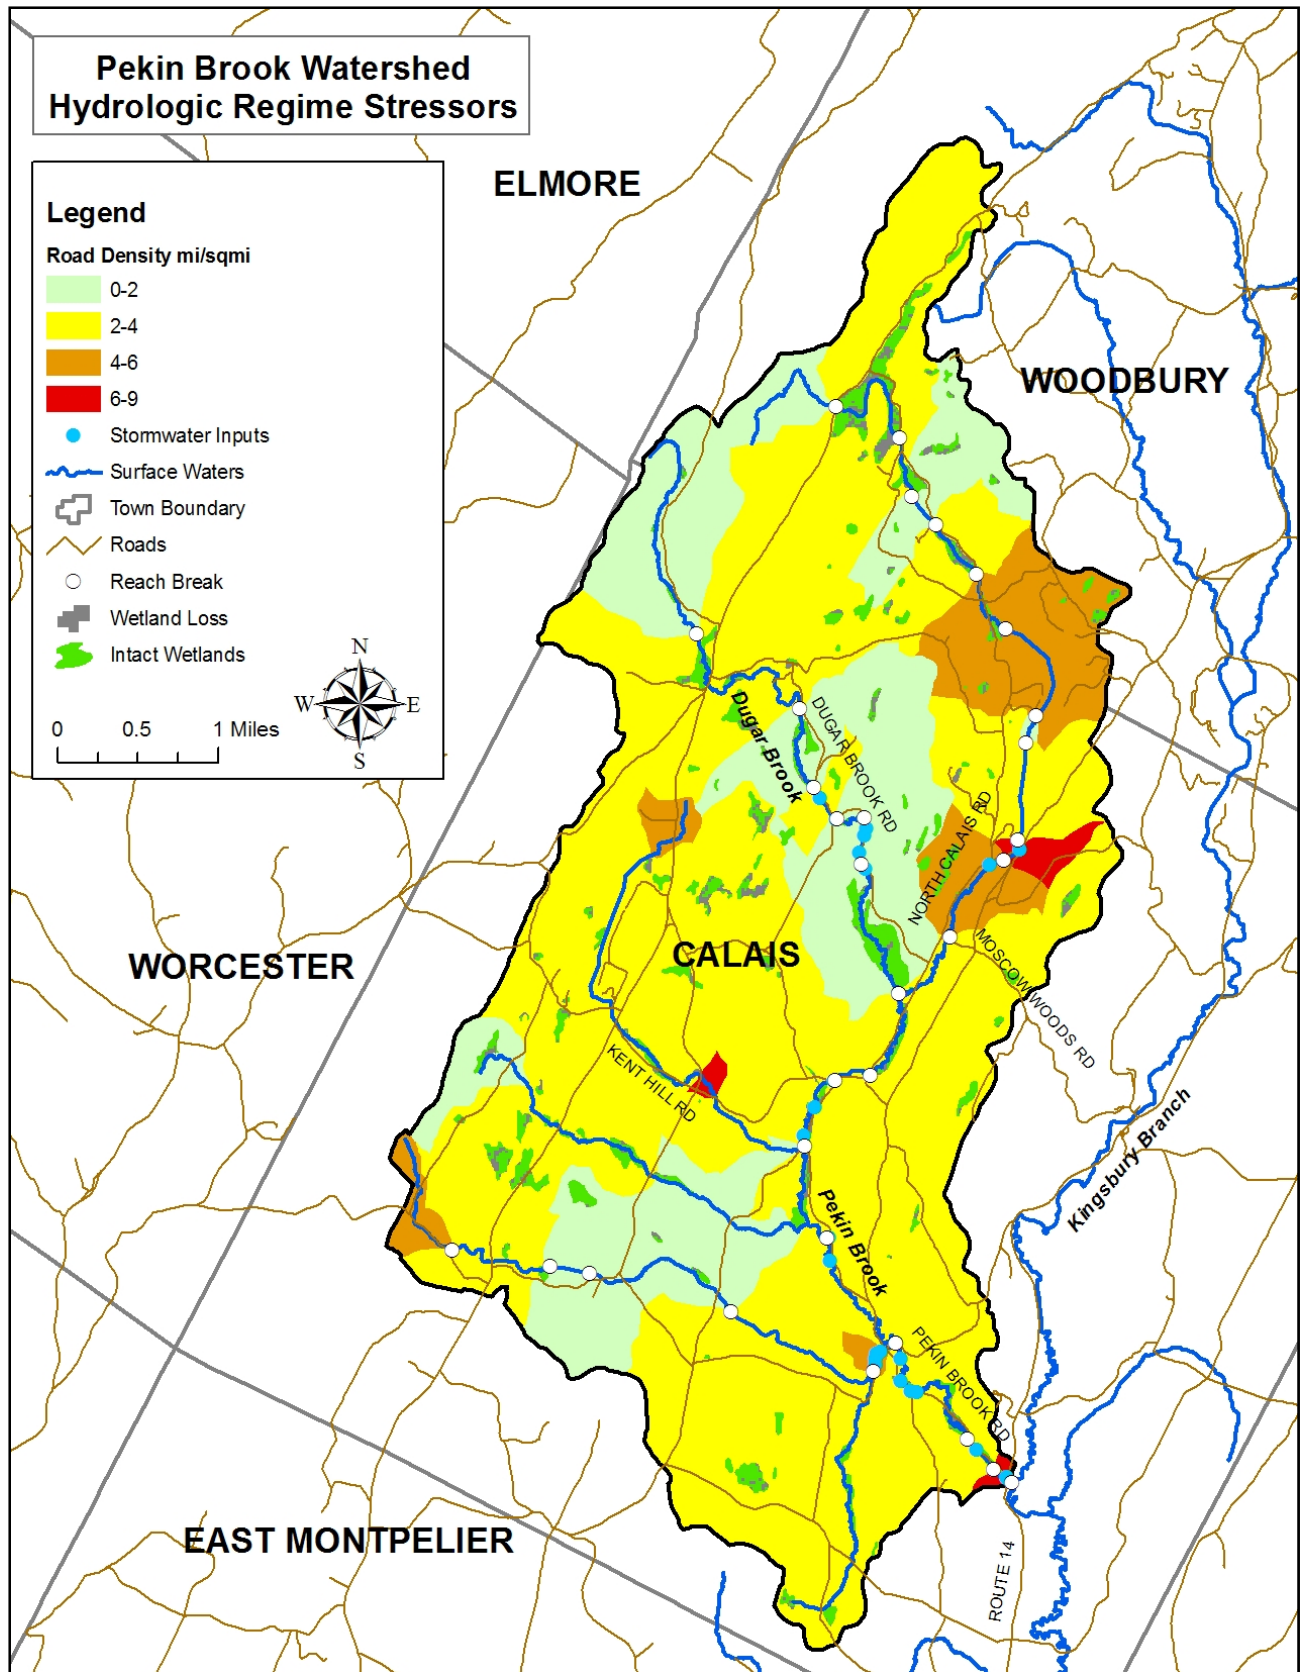 Pekin Brook Watershed
Hydrologic Regime Stressors
ELMORE
Legend
Road Density mi/sqmi
0-2
2-4
4-6
6-9
Stormwater Inputs
Surface Waters
Town Boundary
Roads
Reach Break
Wetland Loss
Intact Wetlands
N
W
E
S
0 0.5 1 Miles
WOODBURY
Dugar Brook
DUGAR BROOK RD
NORTH CALAIS RD
WORCESTER
CALAIS
MOSCOW WOODS RD
KENT HILL RD
Kingsbury Branch
Pekin Brook
PEKIN BROOK RD
EAST MONTPELIER
ROUTE 14